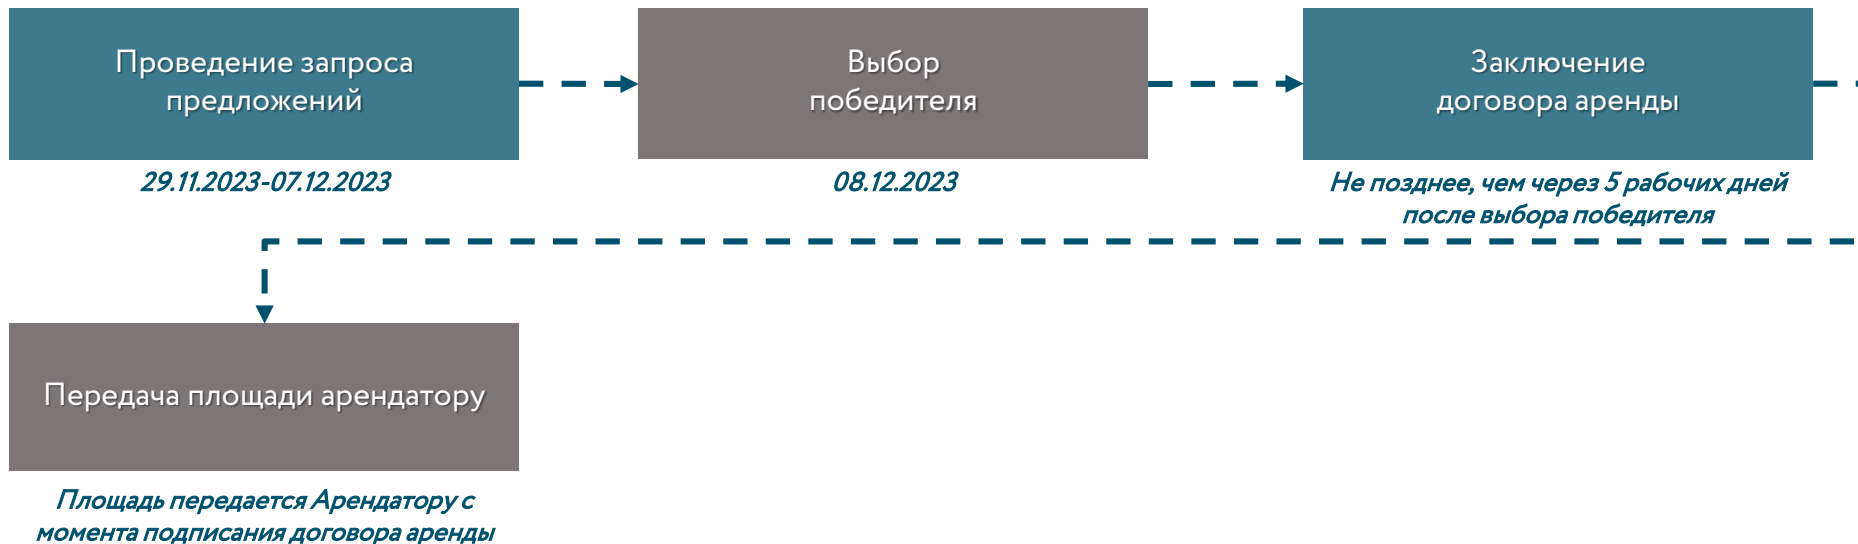 Проведение запроса
предложений
29.11.2023-07.12.2023
Выбор
победителя
08.12.2023
Заключение
договора аренды
Не позднее, чем через 5 рабочих дней
после выбора победителя
Передача площади арендатору
Площадь передается Арендатору с
момента подписания договора аренды